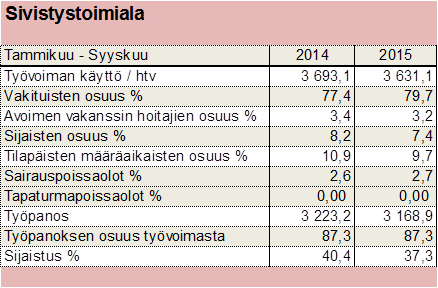 Sivistystoimiala
Tammikuu - Syyskuu 2014 2015
Työvoiman käyttö / htv 3 693,1 3 631,1
Vakituisten osuus % 77,4 79,7
Avoimen vakanssin hoitajien osuus % 3,4 3,2
Sijaisten osuus % 8,2 7,4
Tilapäisten määräaikaisten osuus % 10,9 9,7
Sairauspoissaolot % 2,6 2,7
Tapaturmapoissaolot % 0,00 0,00
Työpanos 3 223,2 3 168,9
Työpanoksen osuus työvoimasta 87,3 87,3
Sijaistus % 40,4 37,3